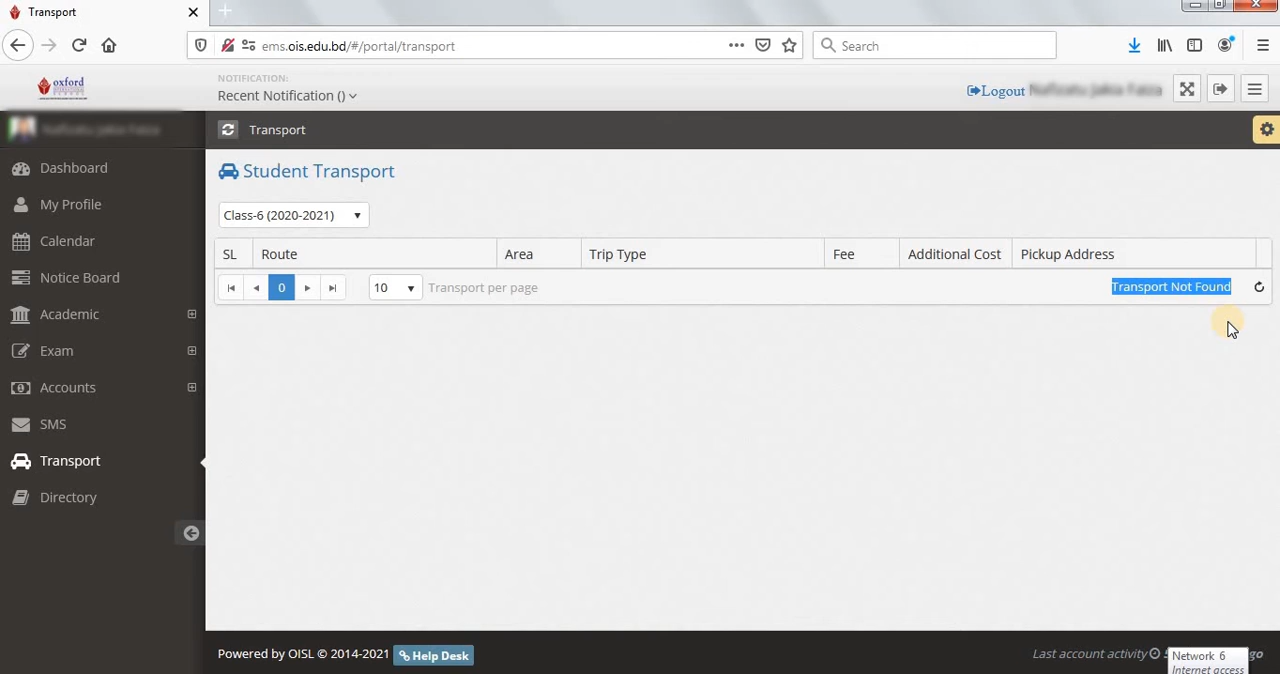 Transport
ems.ois.edu.bd/#/portal/transport
Search
oxford
NOTIFICATION:
Recent Notification ()
Logout
Transport
Dashboard
My Profile
Calendar
Notice Board
Academic
Exam
Accounts
SMS
Transport
Directory
Student Transport
Class-6 (2020-2021)
SL Route Area Trip Type Fee Additional Cost Pickup Address
0 10 Transport per page Transport Not Found
Powered by OISL © 2014-2021 Help Desk
Last account activity
Network 6
Internet access